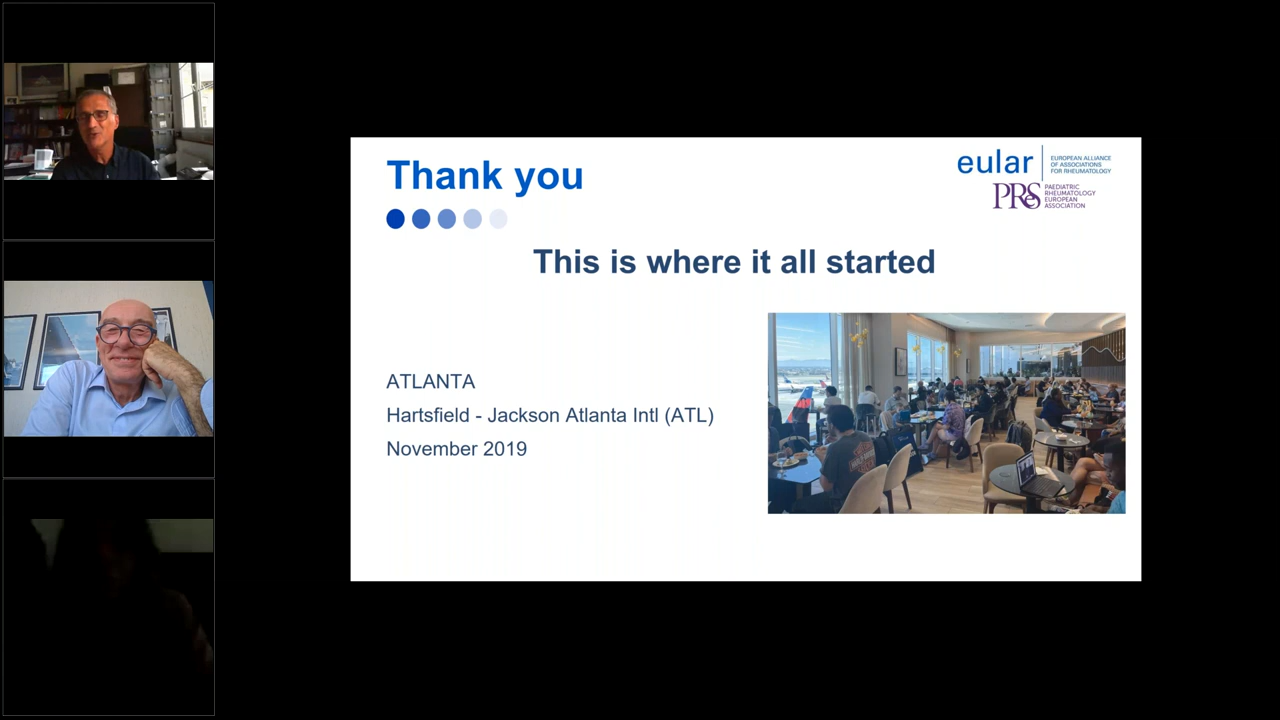 Thank you
eular
EUROPEAN ALLIANCE
OF ASSOCIATIONS
FOR RHEUMATOLOGY
PReS
PAEDIATRIC
RHEUMATOLOGY
EUROPEAN
ASSOCIATION
This is where it all started
ATLANTA
Hartsfield - Jackson Atlanta Intl (ATL)
November 2019